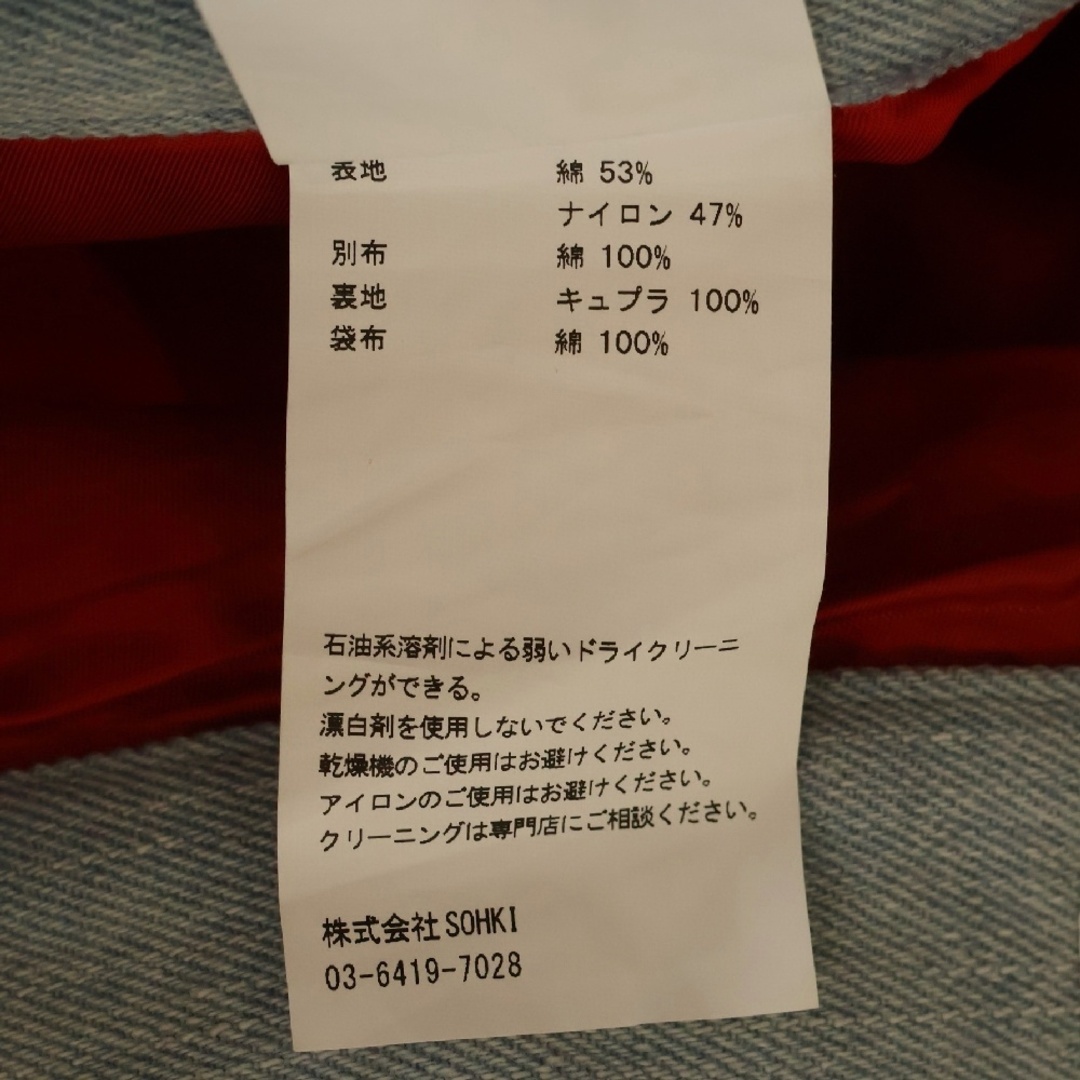 表地 綿 53%
ナイロン 47%
別布 綿 100%
裏地 キュプラ 100%
袋布 綿 100%
石油系溶剤による弱いドライクリーニ
ングができる。
漂白剤を使用しないでください。
乾燥機のご使用はお避けください。
アイロンのご使用はお避けください。
クリーニングは専門店にご相談ください。
株式会社SOHKI
03-6419-7028